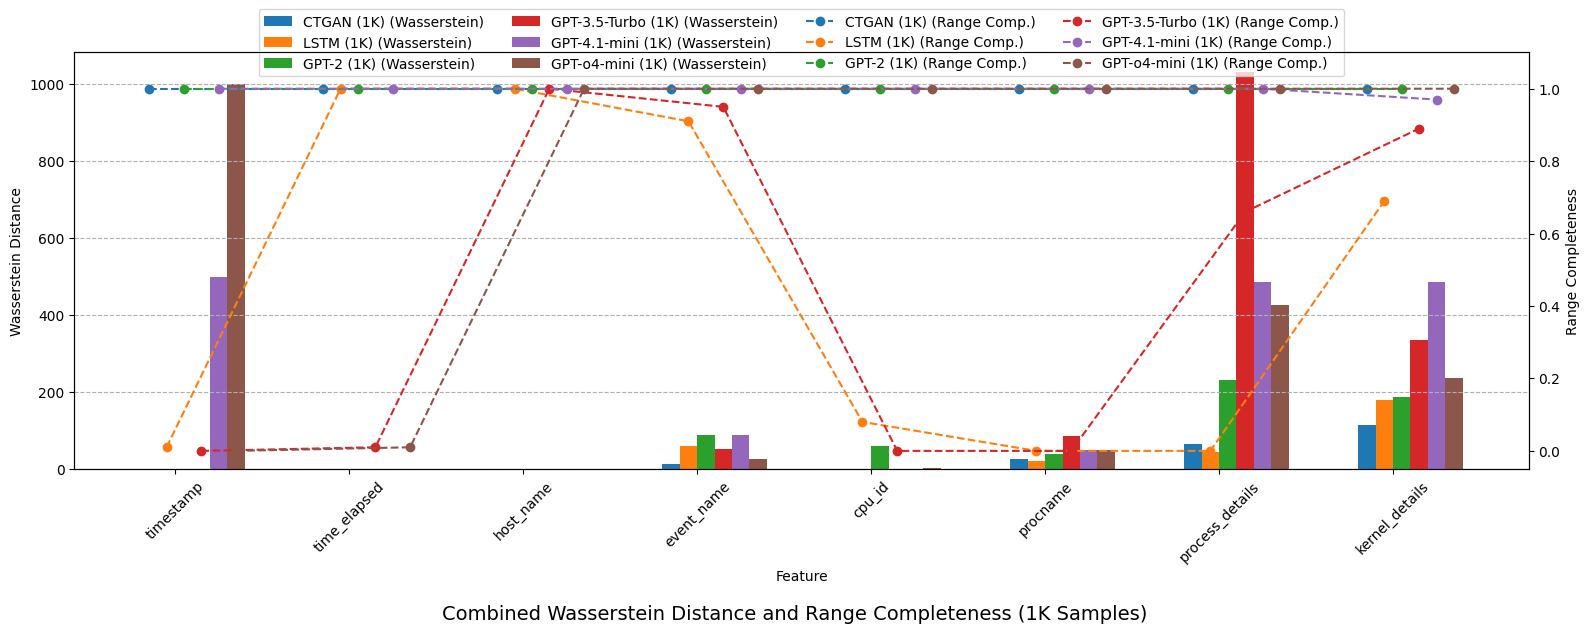 CTGAN (1K) (Wasserstein)
LSTM (1K) (Wasserstein)
GPT-2 (1K) (Wasserstein)
GPT-3.5-Turbo (1K) (Wasserstein)
GPT-4.1-mini (1K) (Wasserstein)
GPT-o4-mini (1K) (Wasserstein)
CTGAN (1K) (Range Comp.)
LSTM (1K) (Range Comp.)
GPT-2 (1K) (Range Comp.)
GPT-3.5-Turbo (1K) (Range Comp.)
GPT-4.1-mini (1K) (Range Comp.)
GPT-o4-mini (1K) (Range Comp.)
Wasserstein Distance
1000
800
600
400
200
0
Range Completeness
1.0
0.8
0.6
0.4
0.2
0.0
timestamp
time_elapsed
host_name
event_name
cpu_id
procname
process_details
kernel_details
Feature
Combined Wasserstein Distance and Range Completeness (1K Samples)